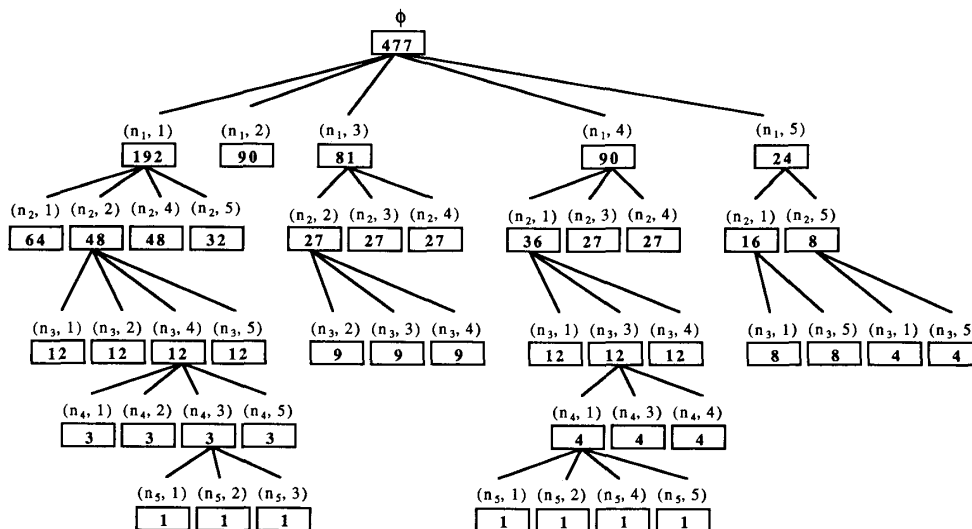 ϕ
477
(n₁, 1) (n₁, 2) (n₁, 3) (n₁, 4) (n₁, 5)
192 90 81 90 24
(n₂, 1) (n₂, 2) (n₂, 4) (n₂, 5) (n₂, 2) (n₂, 3) (n₂, 4) (n₂, 1) (n₂, 3) (n₂, 4) (n₂, 1) (n₂, 5)
64 48 48 32 27 27 27 36 27 27 16 8
(n₃, 1) (n₃, 2) (n₃, 4) (n₃, 5) (n₃, 2) (n₃, 3) (n₃, 4) (n₃, 1) (n₃, 3) (n₃, 4) (n₃, 1) (n₃, 5) (n₃, 1) (n₃, 5)
12 12 12 12 9 9 9 12 12 12 8 8 4 4
(n₄, 1) (n₄, 2) (n₄, 3) (n₄, 5) (n₄, 1) (n₄, 3) (n₄, 4)
3 3 3 3 4 4 4
(n₅, 1) (n₅, 2) (n₅, 3) (n₅, 1) (n₅, 2) (n₅, 4) (n₅, 5)
1 1 1 1 1 1 1